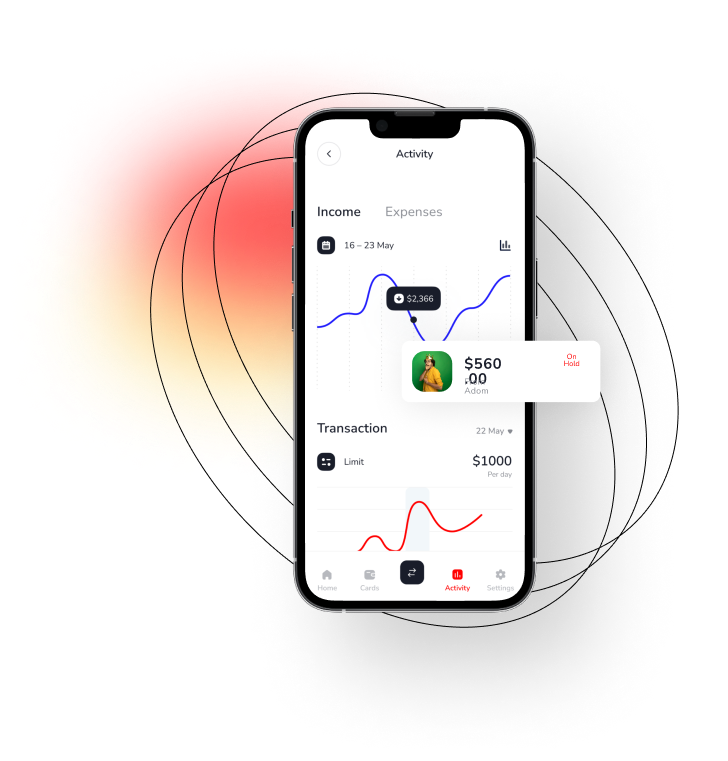 Activity
Income Expenses
16 – 23 May
$2,366
$560
.00
On
Hold
Adom
Transaction
22 May
Limit
$1000
Per day
Home Cards Activity Settings